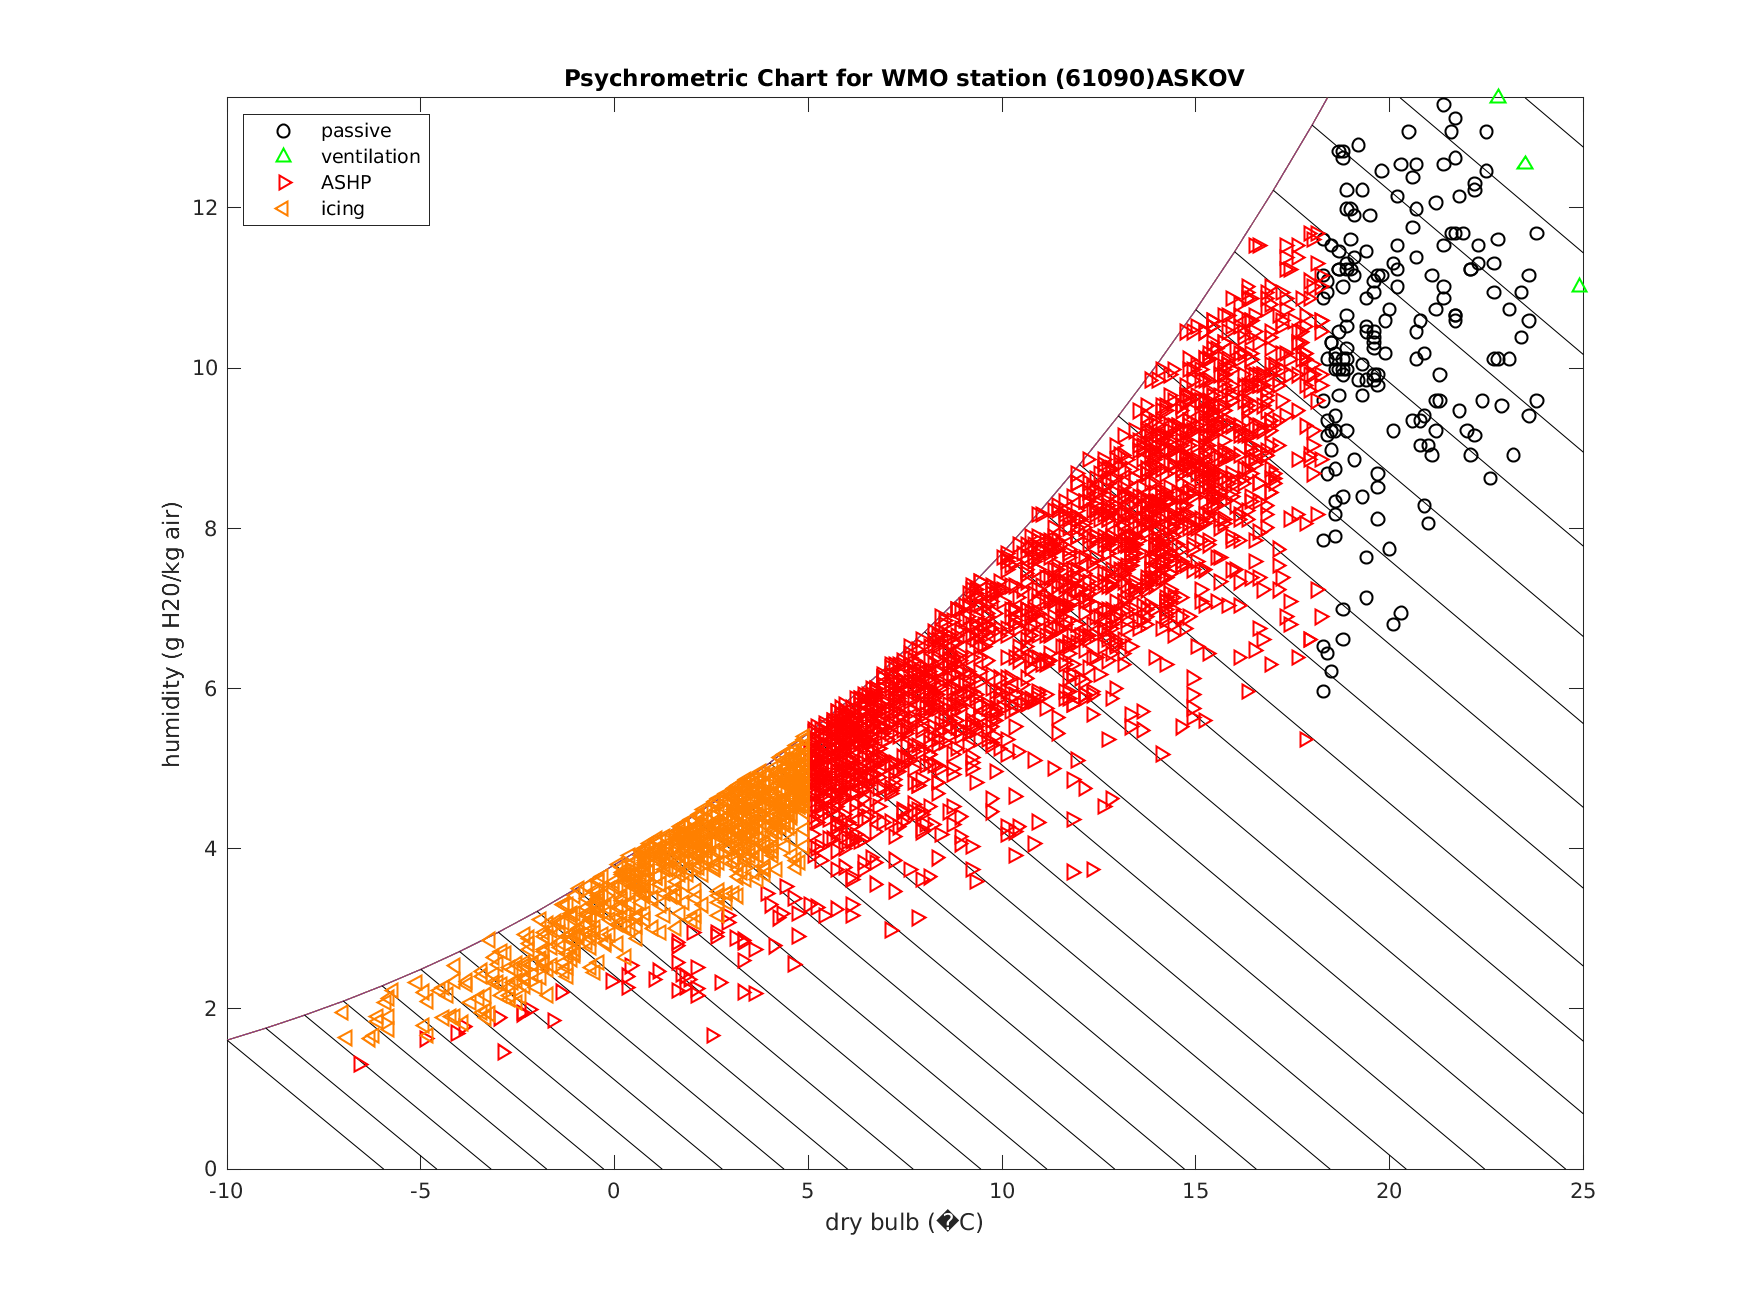 Psychrometric Chart for WMO station (61090)ASKOV
passive
ventilation
ASHP
icing
humidity (g H20/kg air)
12
10
8
6
4
2
0
-10 -5 0 5 10 15 20 25
dry bulb (�C)